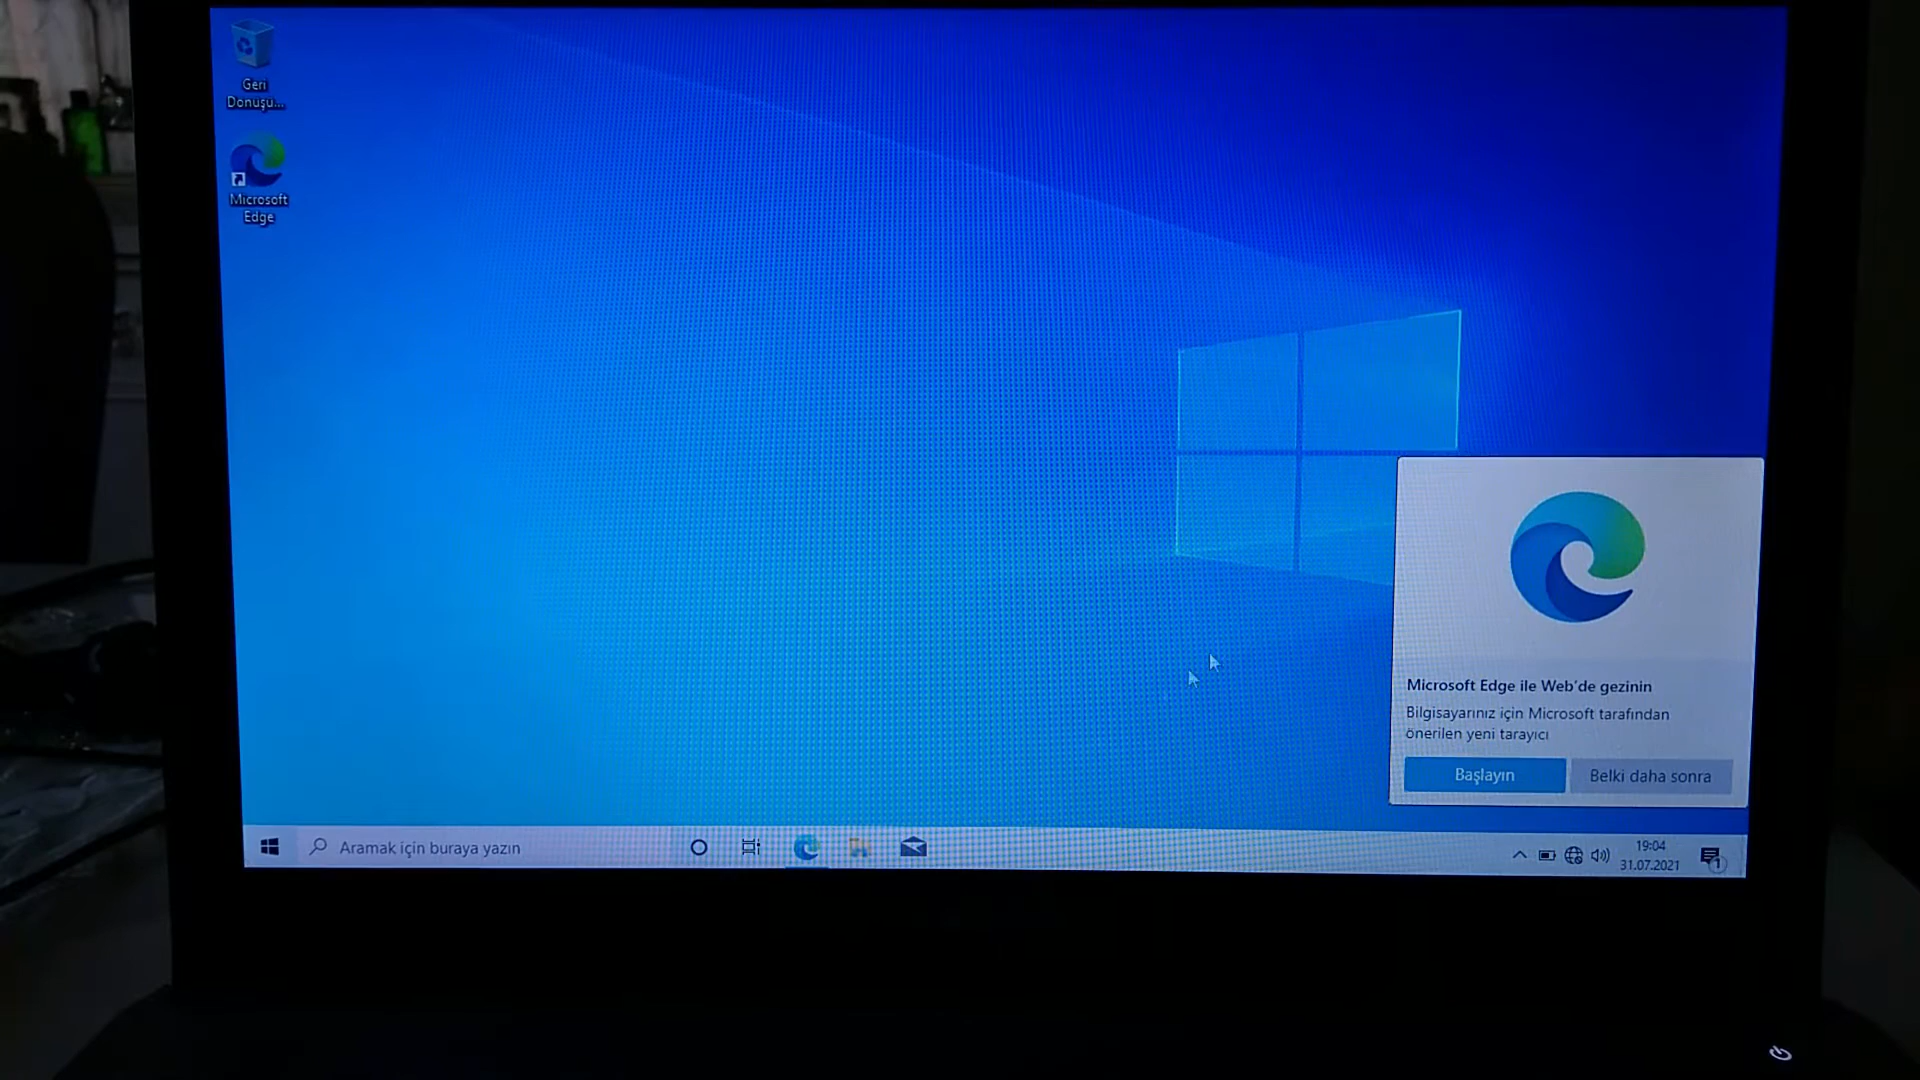 Geri
Dönüşü...
Microsoft
Edge
Microsoft Edge ile Web'de gezinin
Bilgisayarınız için Microsoft tarafından
önerilen yeni tarayıcı
Başlayın
Belki daha sonra
Aramak için buraya yazın
19:04
31.07.2021
1